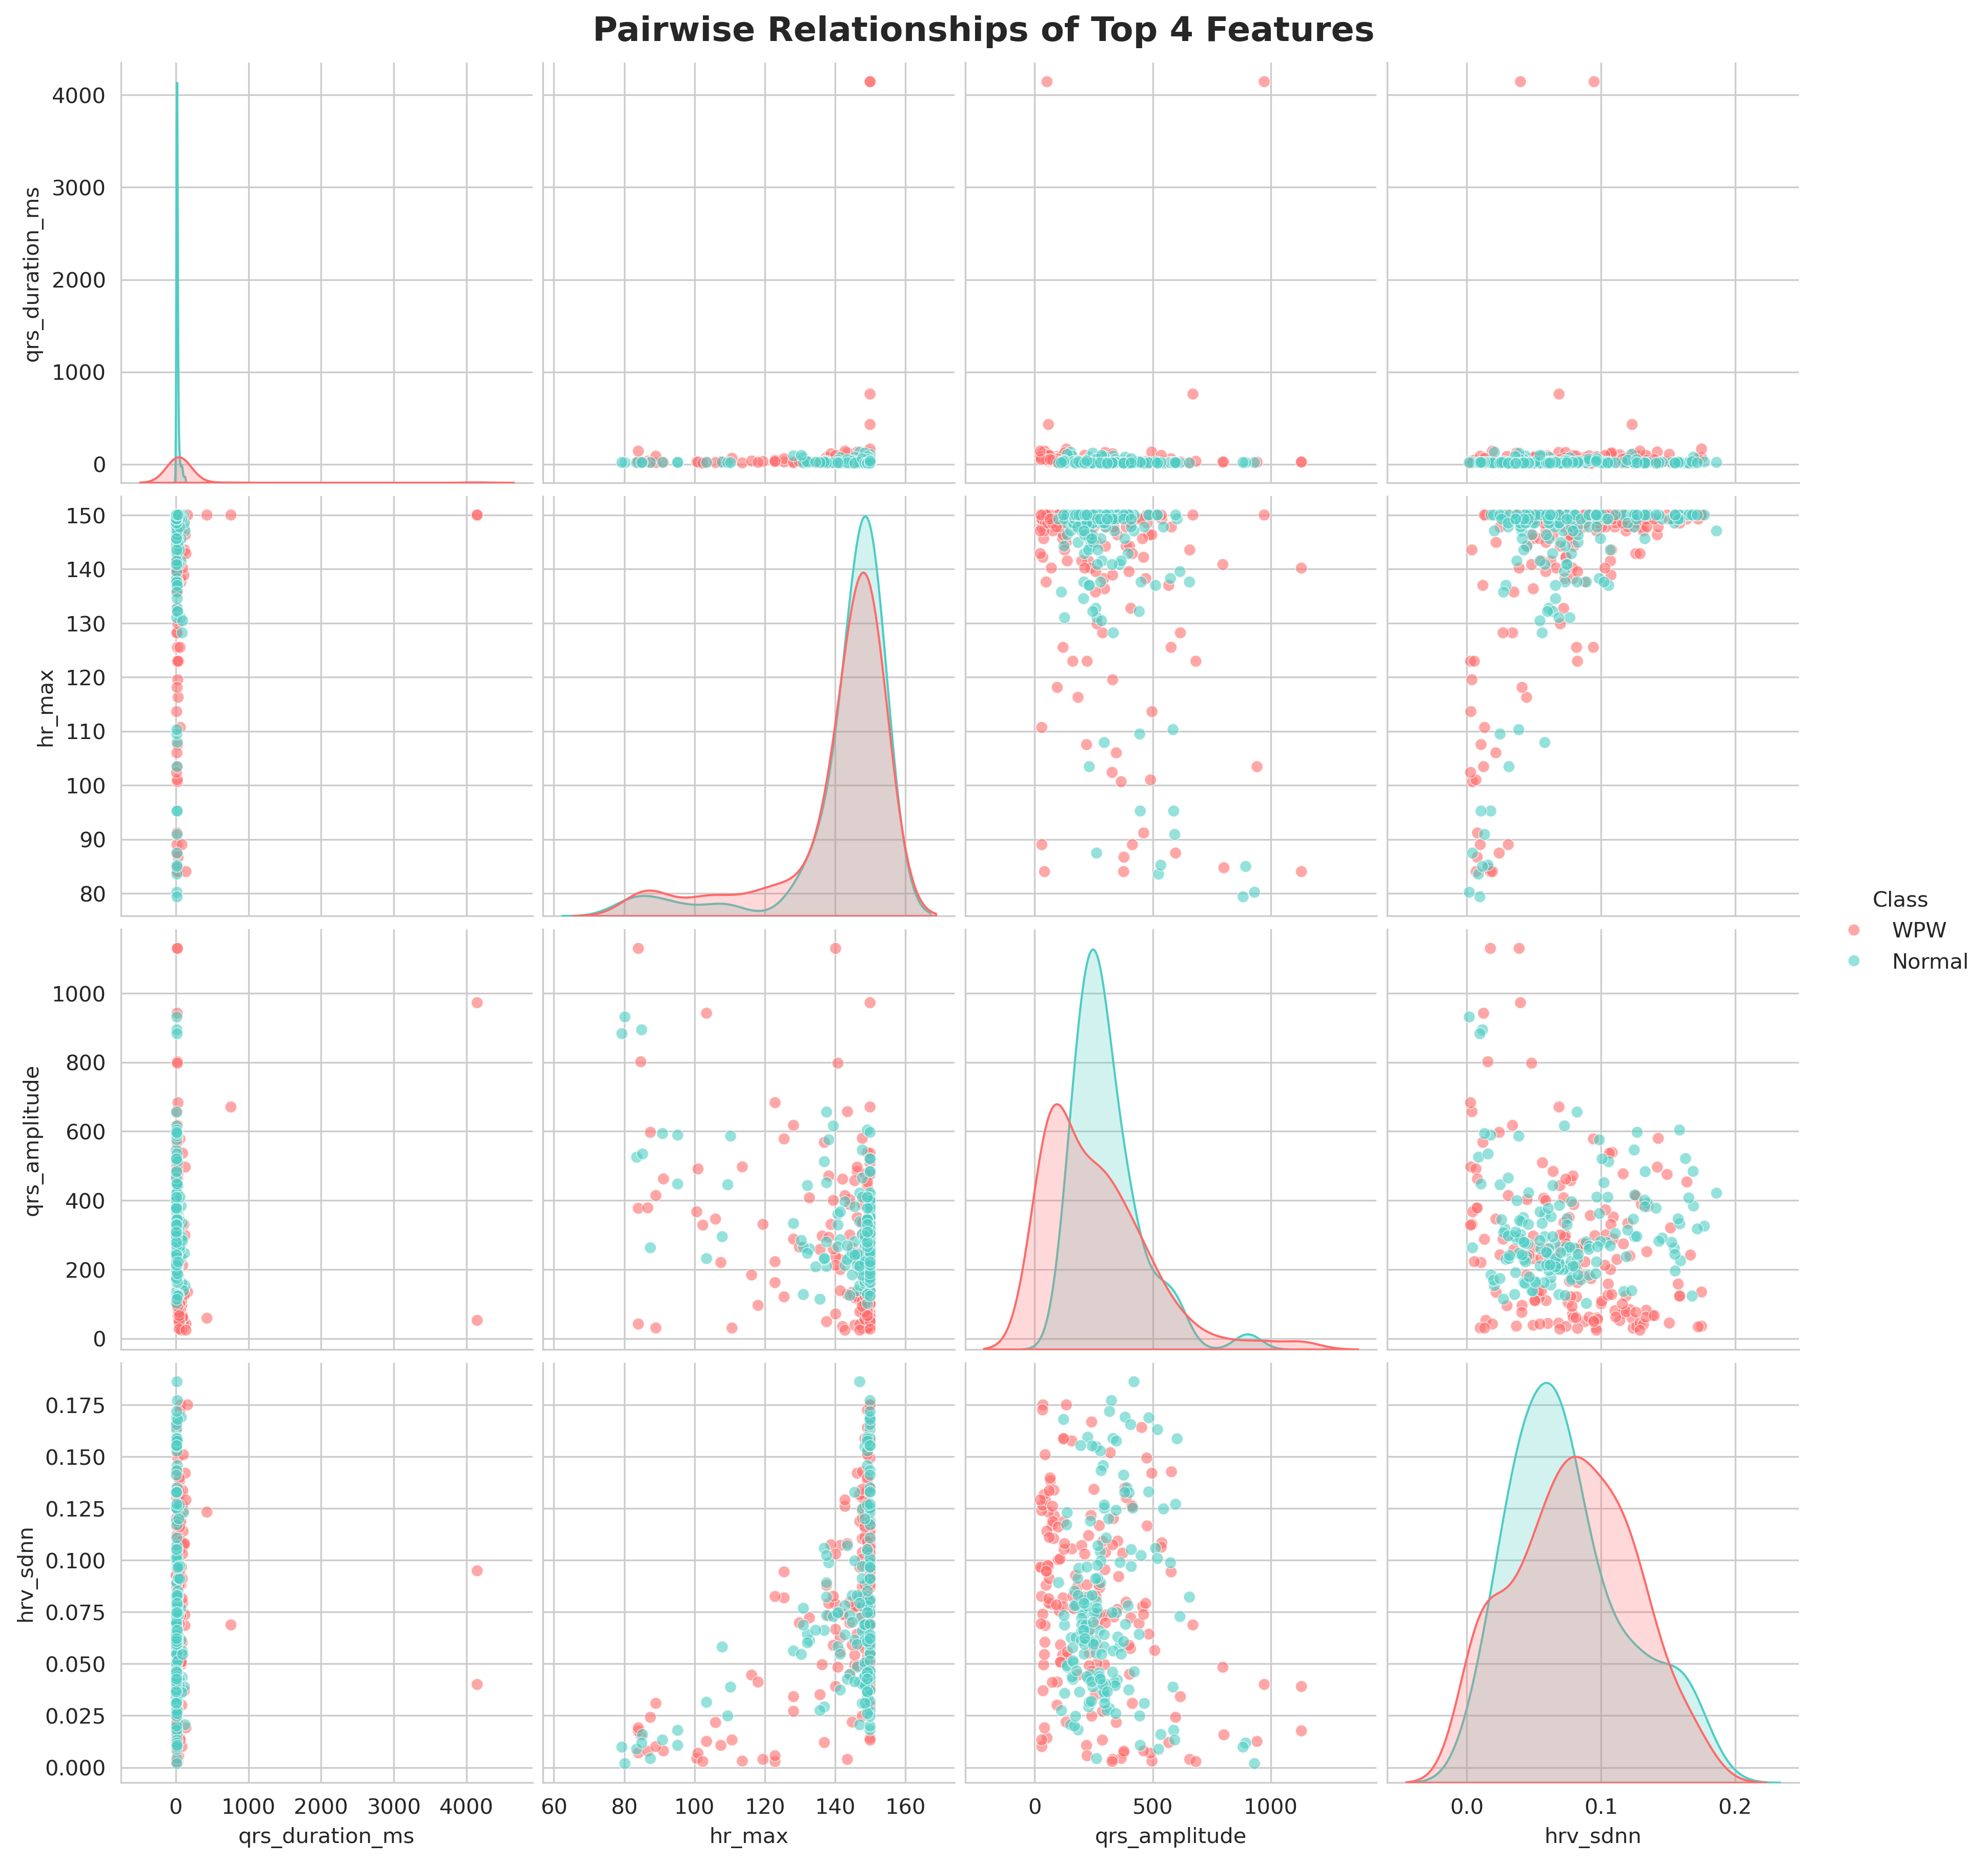 Pairwise Relationships of Top 4 Features
4000
3000
2000
1000
0
qrs_duration_ms
150
140
130
120
110
100
90
80
hr_max
1000
800
600
400
200
0
qrs_amplitude
0.175
0.150
0.125
0.100
0.075
0.050
0.025
0.000
hrv_sdnn
0 1000 2000 3000 4000
qrs_duration_ms
60 80 100 120 140 160
hr_max
0 500 1000
qrs_amplitude
0.0 0.1 0.2
hrv_sdnn
Class
WPW
Normal